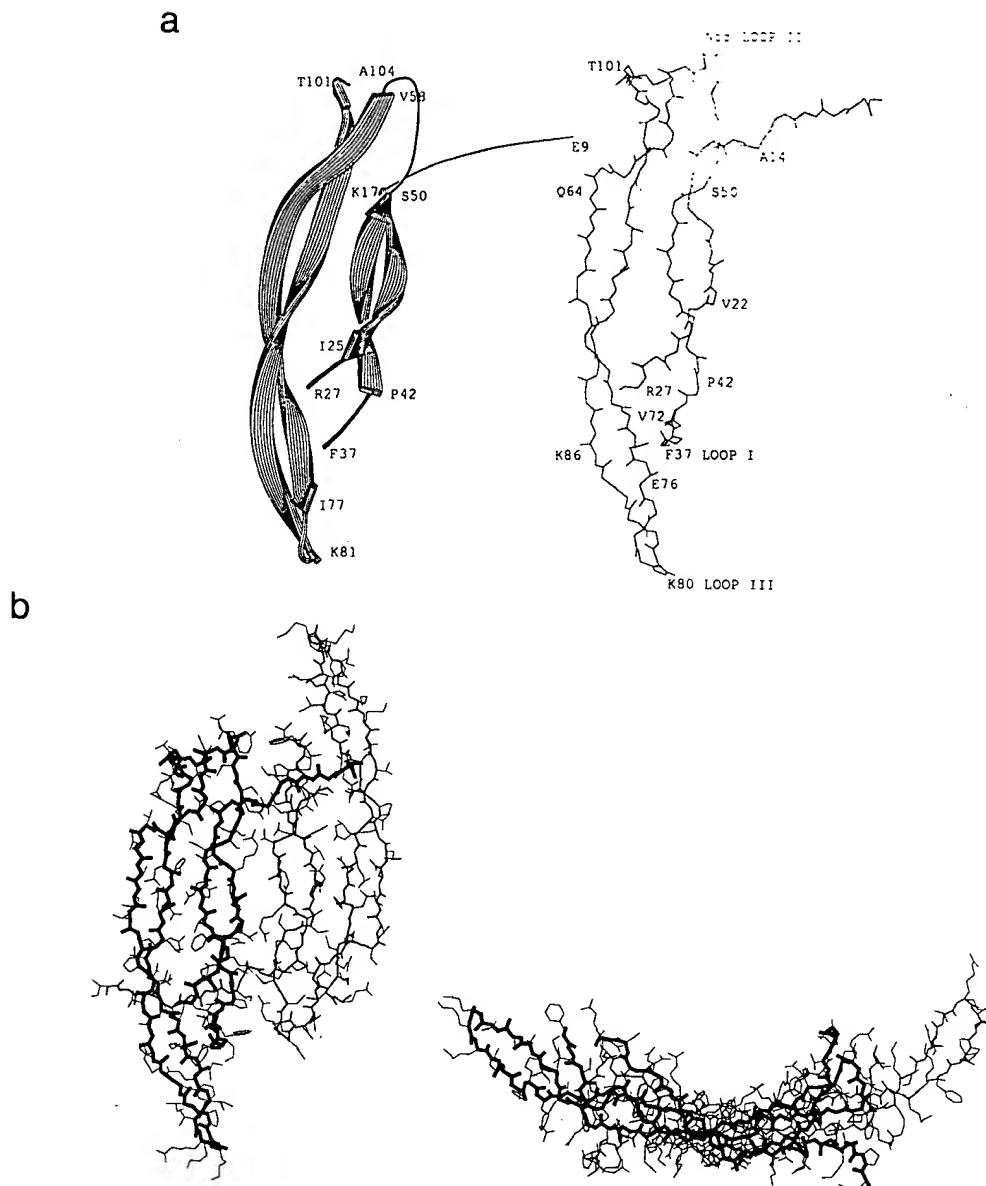 a
T101
A104
V58
E9
K17
S50
I25
R27
P42
F37
I77
K81
LOOP II
T101
A14
Q64
S50
V22
R27
P42
V72
K86
F37 LOOP I
E76
K80 LOOP III
b